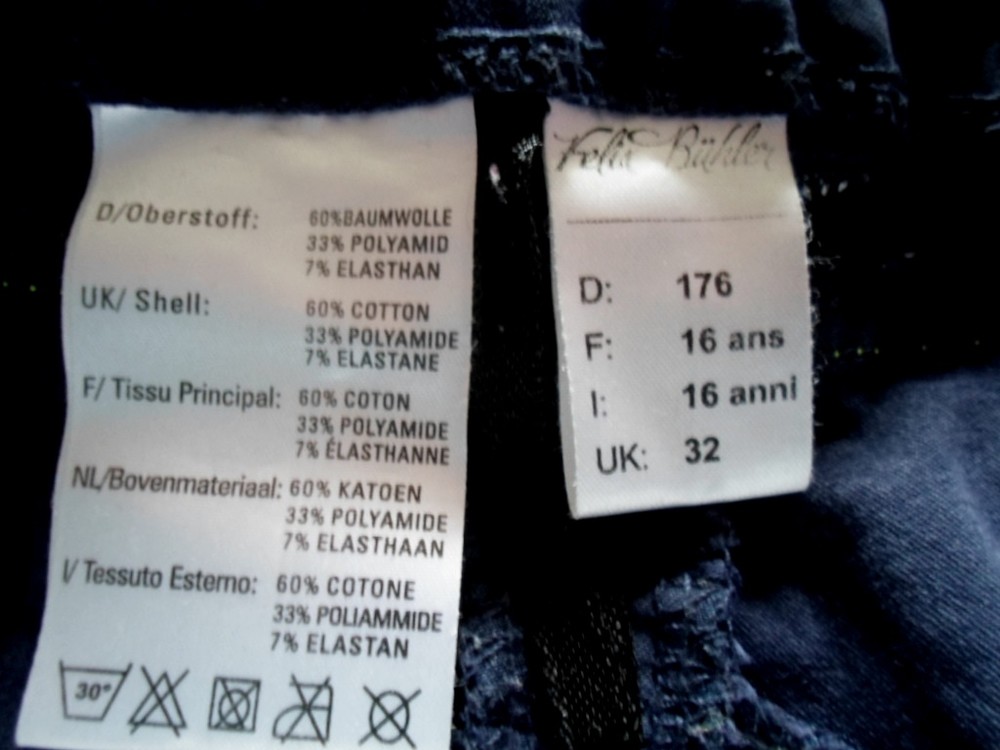 D/Oberstoff: 60%BAUMWOLLE
33% POLYAMID
7% ELASTHAN
UK/ Shell: 60% COTTON
33% POLYAMIDE
7% ELASTANE
F/ Tissu Principal: 60% COTON
33% POLYAMIDE
7% ÉLASTHANNE
NL/Bovenmateriaal: 60% KATOEN
33% POLYAMIDE
7% ELASTHAAN
I/ Tessuto Esterno: 60% COTONE
33% POLIAMMIDE
7% ELASTAN
30°
Felix Bühler
D: 176
F: 16 ans
I: 16 anni
UK: 32